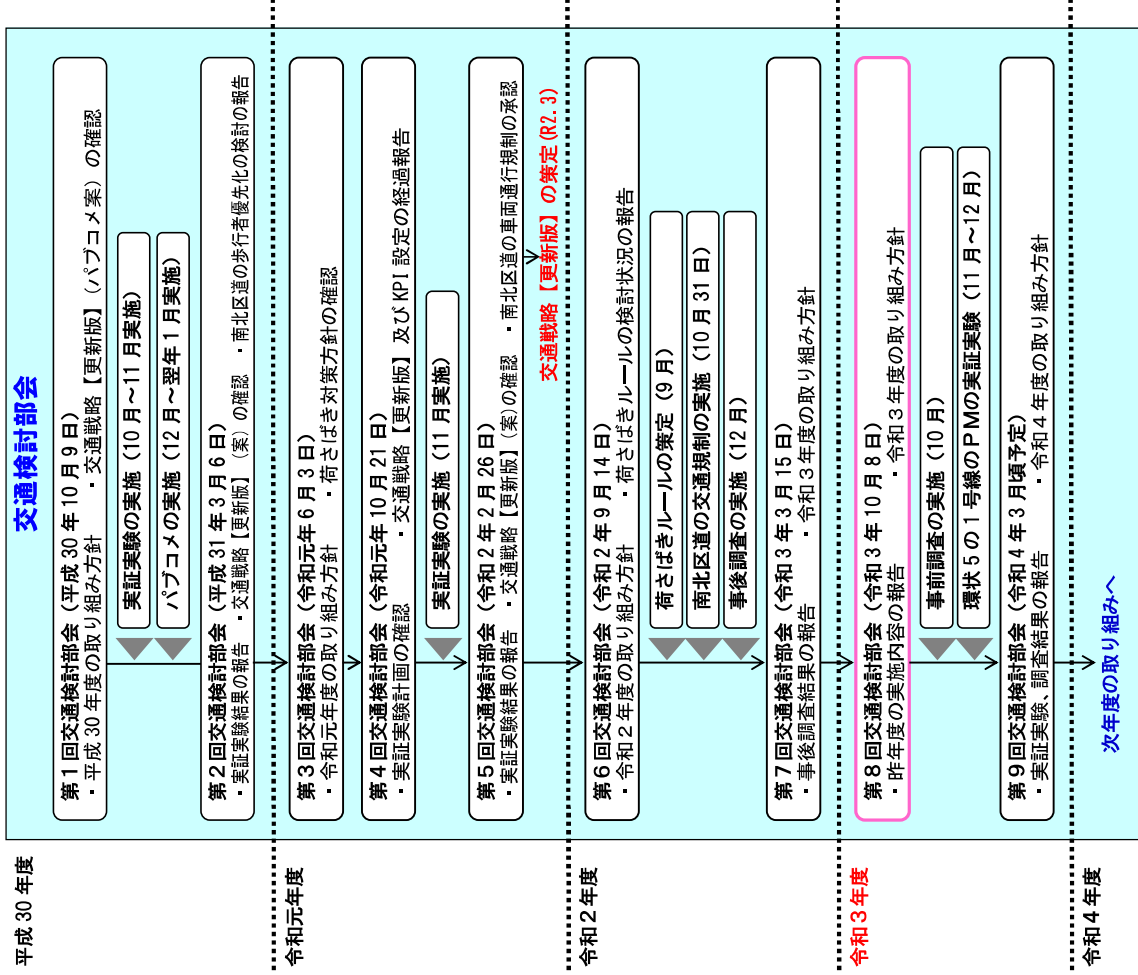 交通検討部会
平成30年度
第1回交通検討部会（平成30年10月9日）
・平成30年度の取り組み方針　・交通戦略【更新版】（パブコメ案）の確認
実証実験の実施（10月～11月実施）
パブコメの実施（12月～翌年1月実施）
第2回交通検討部会（平成31年3月6日）
・実証実験結果の報告　・交通戦略【更新版】（案）の確認　・南北区道の歩行者優先化の検討の報告
令和元年度
第3回交通検討部会（令和元年6月3日）
・令和元年度の取り組み方針　・荷さばき対策方針の確認
第4回交通検討部会（令和元年10月21日）
・実証実験計画の確認　・交通戦略【更新版】及びKPI設定の経過報告
実証実験の実施（11月実施）
第5回交通検討部会（令和2年2月26日）
・実証実験結果の報告　・交通戦略【更新版】（案）の確認　・南北区道の車両通行規制の承認
交通戦略【更新版】の策定(R2.3)
令和2年度
第6回交通検討部会（令和2年9月14日）
・令和2年度の取り組み方針　・荷さばきルールの検討状況の報告
荷さばきルールの策定（9月）
南北区道の交通規制の実施（10月31日）
事後調査の実施（12月）
第7回交通検討部会（令和3年3月15日）
・事後調査結果の報告　・令和3年度の取り組み方針
令和3年度
第8回交通検討部会（令和3年10月8日）
・昨年度の実施内容の報告　・令和3年度の取り組み方針
事前調査の実施（10月）
環状5の1号線のPMの実証実験（11月～12月）
第9回交通検討部会（令和4年3月頃予定）
・実証実験、調査結果の報告　・令和4年度の取り組み方針
令和4年度
次年度の取り組みへ